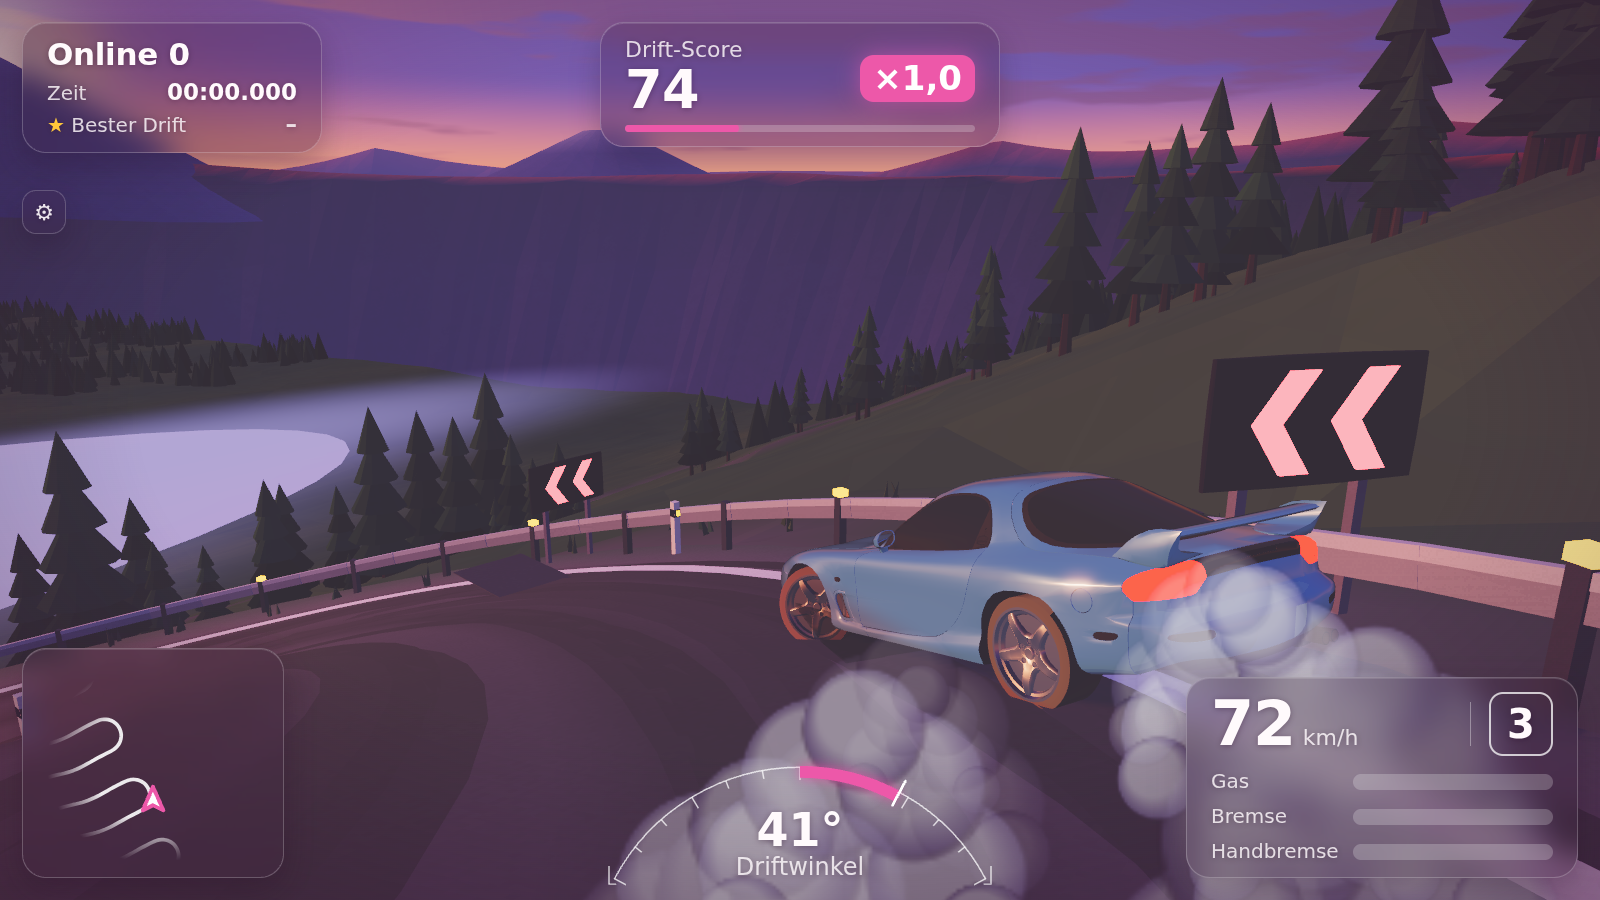 Online 0
Zeit 00:00.000
★ Bester Drift –
Drift-Score
74
×1,0
41°
Driftwinkel
72 km/h 3
Gas
Bremse
Handbremse